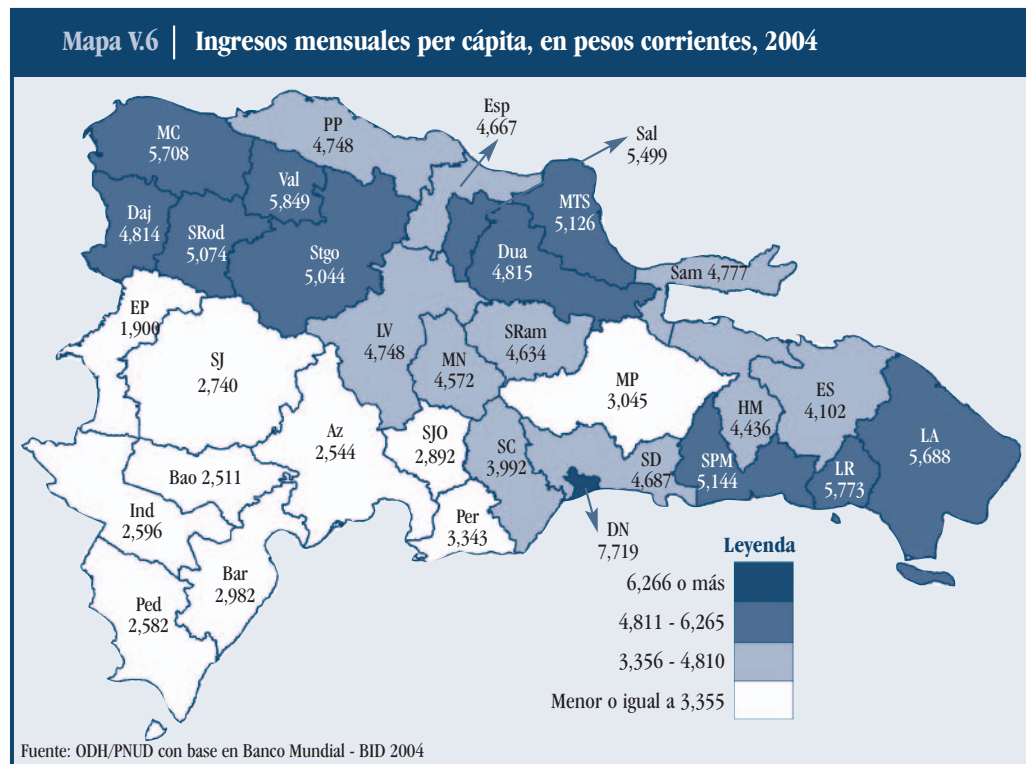 Mapa V.6 | Ingresos mensuales per cápita, en pesos corrientes, 2004
Esp
4,667
Sal
5,499
PP
4,748
MC
5,708
Val
5,849
MTS
5,126
Daj
4,814
SRod
5,074
Stgo
5,044
Dua
4,815
Sam 4,777
EP
1,900
SJ
2,740
LV
4,748
MN
4,572
SRam
4,634
MP
3,045
HM
4,436
ES
4,102
LA
5,688
Az
2,544
SJO
2,892
SC
3,992
SD
4,687
SPM
5,144
LR
5,773
Bao 2,511
Ind
2,596
Per
3,343
DN
7,719
Bar
2,982
Ped
2,582
Leyenda
6,266 o más
4,811 - 6,265
3,356 - 4,810
Menor o igual a 3,355
Fuente: ODH/PNUD con base en Banco Mundial - BID 2004